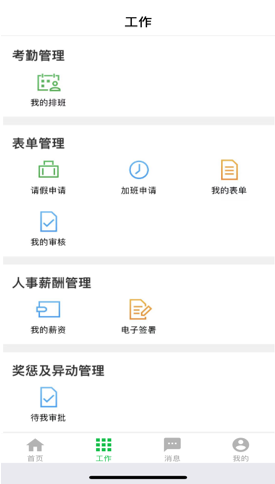 工作
考勤管理
我的排班
表单管理
请假申请 加班申请 我的表单
我的审核
人事薪酬管理
我的薪资 电子签署
奖惩及异动管理
待我审批
首页 工作 消息 我的